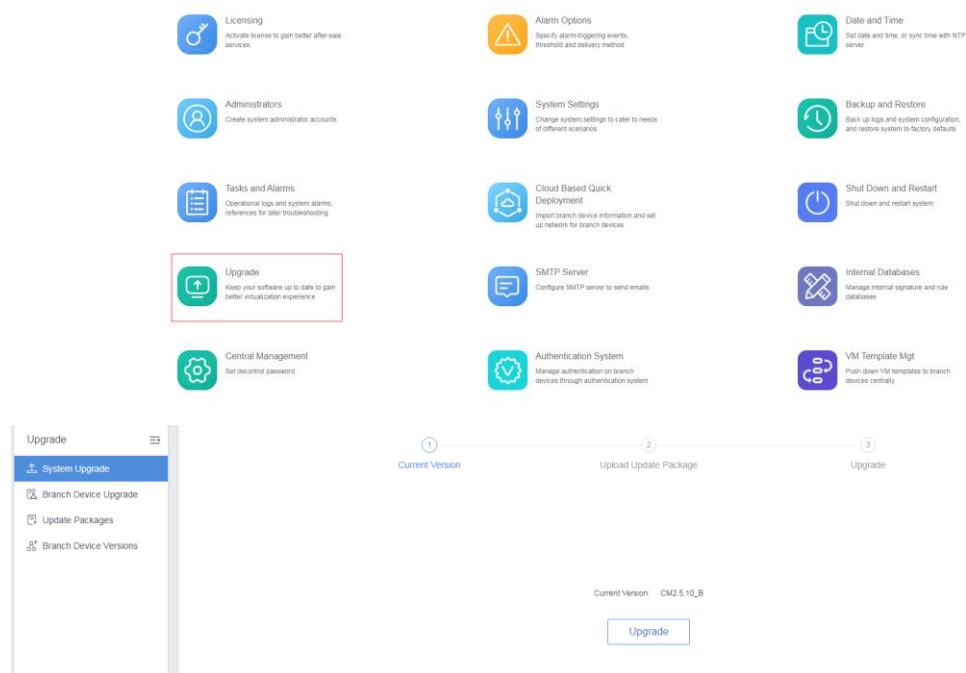 Licensing
Activate license to gain better after-sale
services.
Alarm Options
Specify alarm-triggering events,
threshold and delivery method
Date and Time
Set date and time, or sync time with NTP
server
Administrators
Create system administrator accounts
System Settings
Change system settings to cater to needs
of different scenarios
Backup and Restore
Back up logs and system configuration,
and restore system to factory defaults
Tasks and Alarms
Operational logs and system alarms,
references for later troubleshooting
Cloud Based Quick
Deployment
Import branch device information and set
up network for branch devices
Shut Down and Restart
Shut down and restart system
Upgrade
Keep your software up to date to gain
better virtualization experience
SMTP Server
Configure SMTP server to send emails
Internal Databases
Manage internal signature and rule
databases
Central Management
Set decontrol password
Authentication System
Manage authentication on branch
devices through authentication system
VM Template Mgt
Push down VM templates to branch
devices centrally
Upgrade
System Upgrade
Branch Device Upgrade
Update Packages
Branch Device Versions
1
Current Version
2
Upload Update Package
3
Upgrade
Current Version: CM2.5.10_B
Upgrade